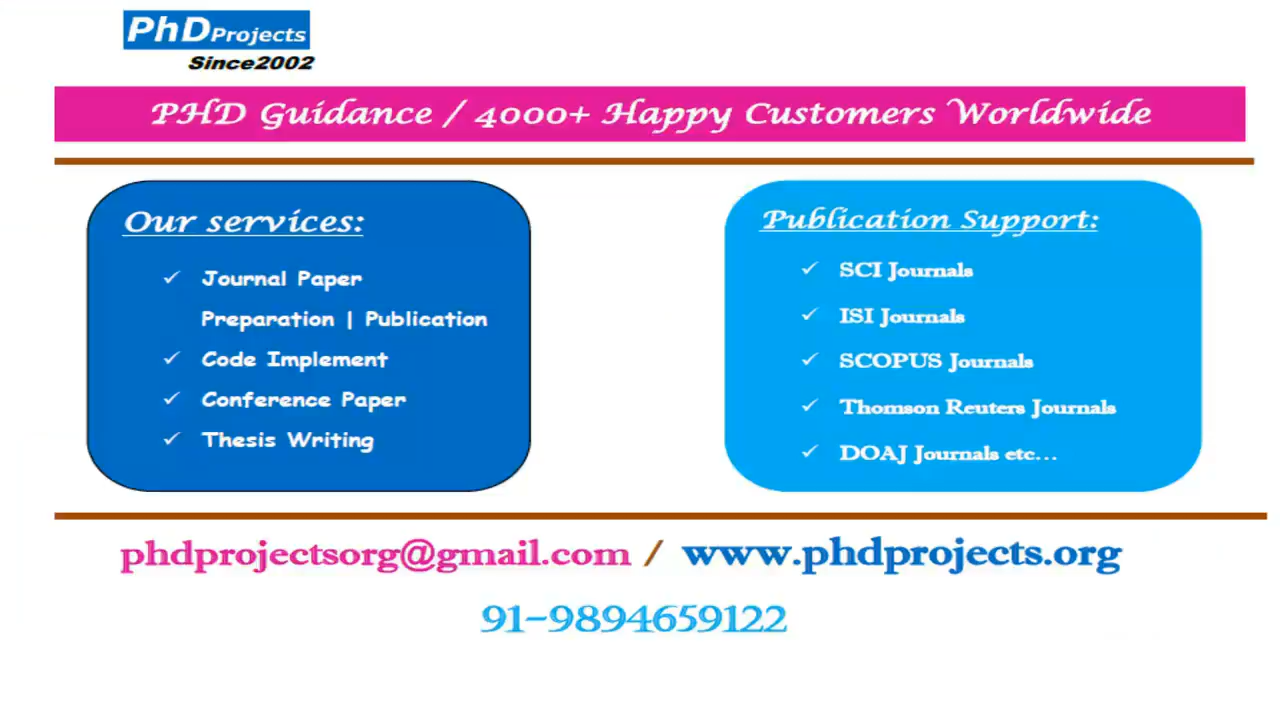 PhDProjects
Since2002
PHD Guidance / 4000+ Happy Customers Worldwide
Our services:
✓ Journal Paper
Preparation | Publication
✓ Code Implement
✓ Conference Paper
✓ Thesis Writing
Publication Support:
✓ SCI Journals
✓ ISI Journals
✓ SCOPUS Journals
✓ Thomson Reuters Journals
✓ DOAJ Journals etc...
phdprojectsorg@gmail.com / www.phdprojects.org
91-9894659122